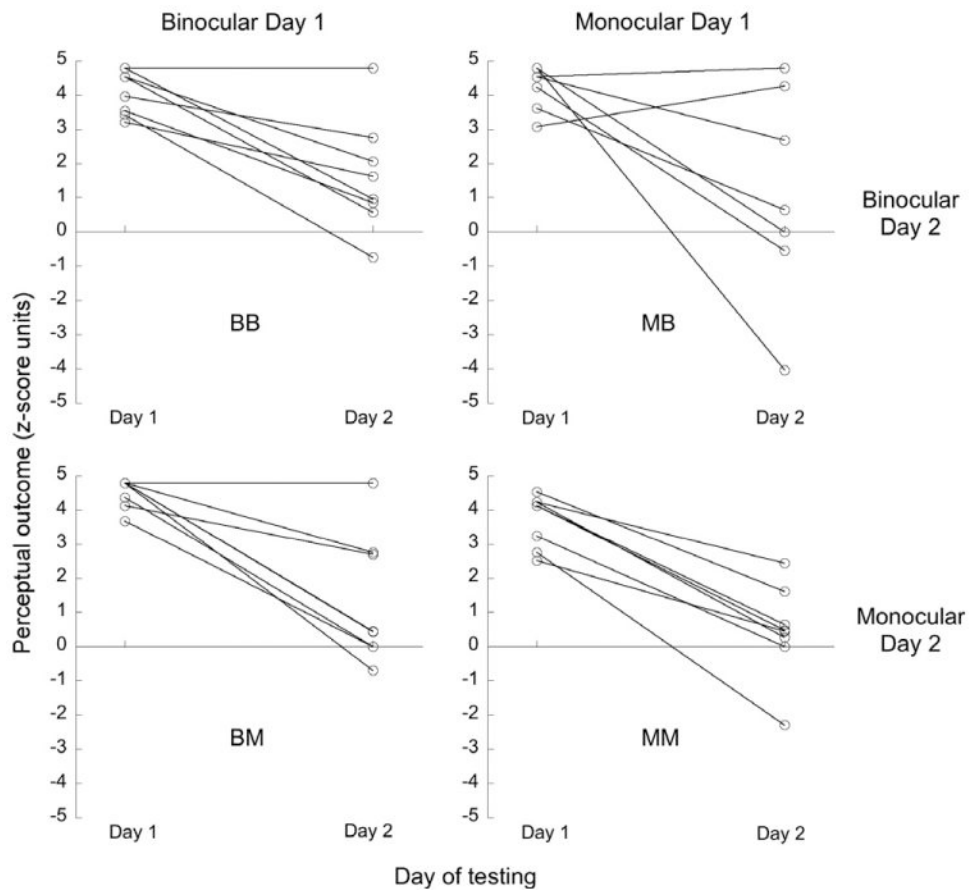 Binocular Day 1
Monocular Day 1
Perceptual outcome (z-score units)
5
4
3
2
1
0
-1
-2
-3
-4
-5
BB
Day 1
Day 2
5
4
3
2
1
0
-1
-2
-3
-4
-5
MB
Day 1
Day 2
Binocular
Day 2
5
4
3
2
1
0
-1
-2
-3
-4
-5
BM
Day 1
Day 2
5
4
3
2
1
0
-1
-2
-3
-4
-5
MM
Day 1
Day 2
Monocular
Day 2
Day of testing